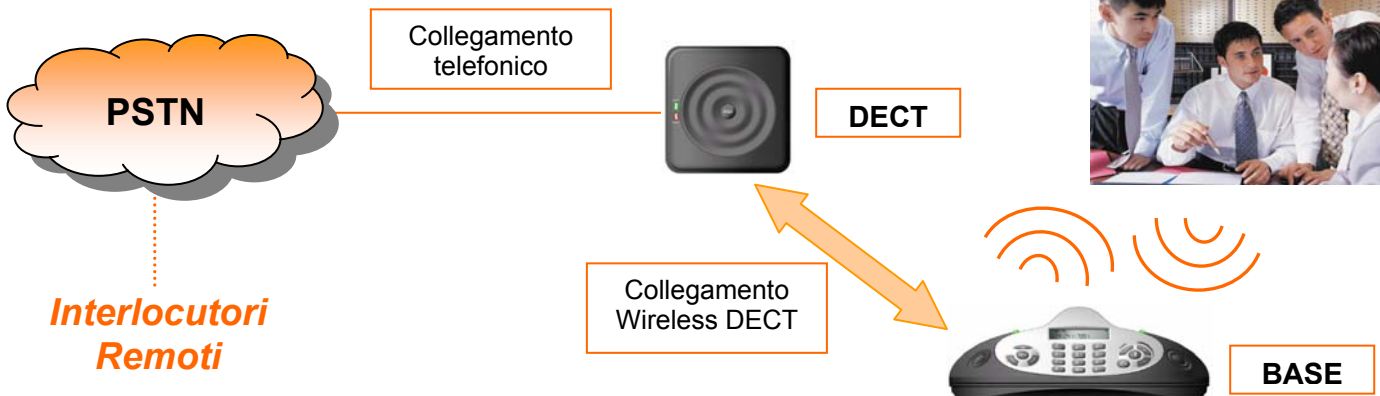 Collegamento
telefonico
PSTN
DECT
Collegamento
Wireless DECT
Interlocutori
Remoti
BASE